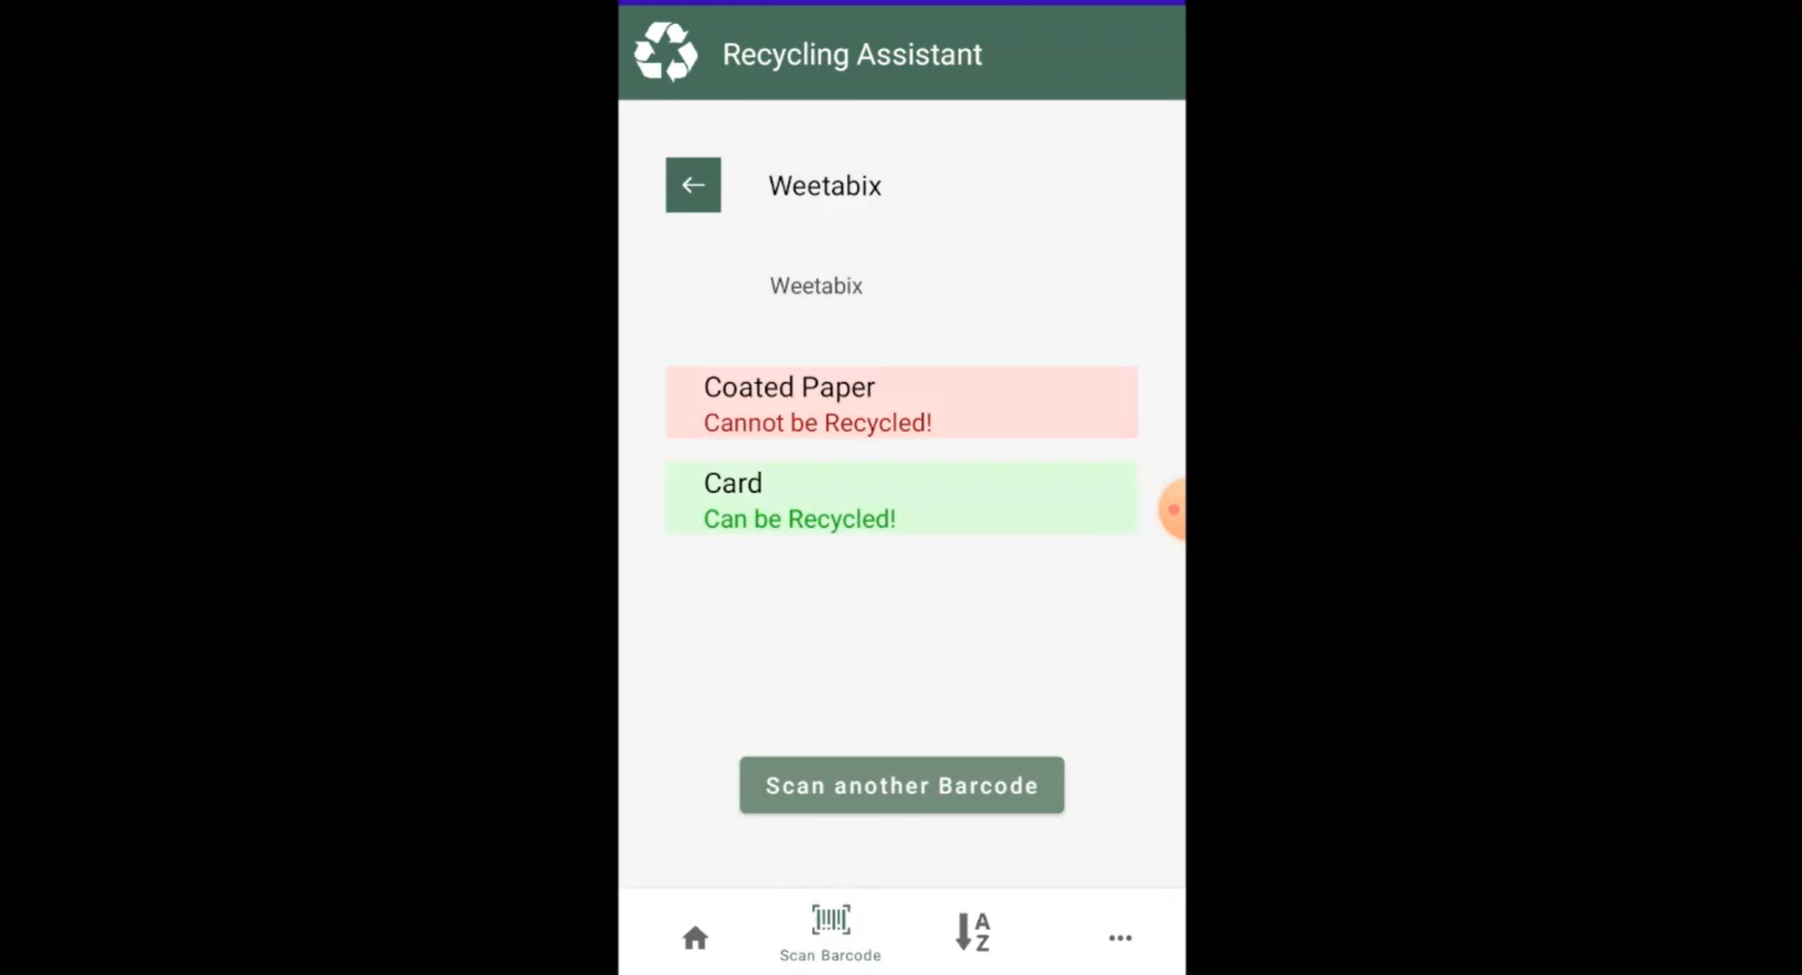 Recycling Assistant
Weetabix
Weetabix
Coated Paper
Cannot be Recycled!
Card
Can be Recycled!
Scan another Barcode
A
Z
Scan Barcode